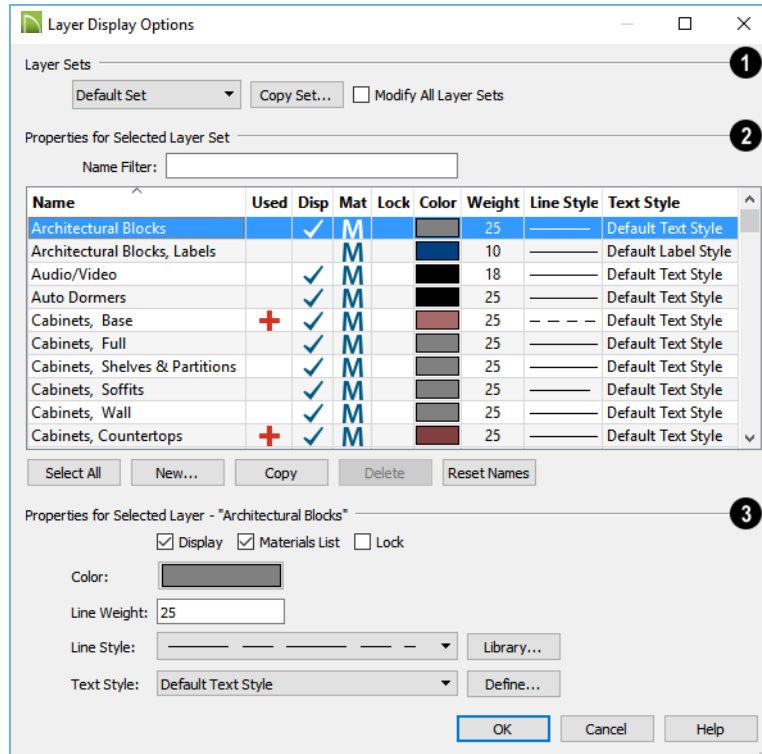 Layer Display Options
Layer Sets 1
Default Set Copy Set... Modify All Layer Sets
Properties for Selected Layer Set 2
Name Filter:
Name Used Disp Mat Lock Color Weight Line Style Text Style
Architectural Blocks M 25 Default Text Style
Architectural Blocks, Labels M 10 Default Label Style
Audio/Video M 18 Default Text Style
Auto Dormers M 25 Default Text Style
Cabinets, Base M 25 Default Text Style
Cabinets, Full M 25 Default Text Style
Cabinets, Shelves & Partitions M 25 Default Text Style
Cabinets, Soffits M 25 Default Text Style
Cabinets, Wall M 25 Default Text Style
Cabinets, Countertops M 25 Default Text Style
Select All New... Copy Delete Reset Names
Properties for Selected Layer - "Architectural Blocks" 3
Display Materials List Lock
Color:
Line Weight: 25
Line Style: Library...
Text Style: Default Text Style Define...
OK Cancel Help